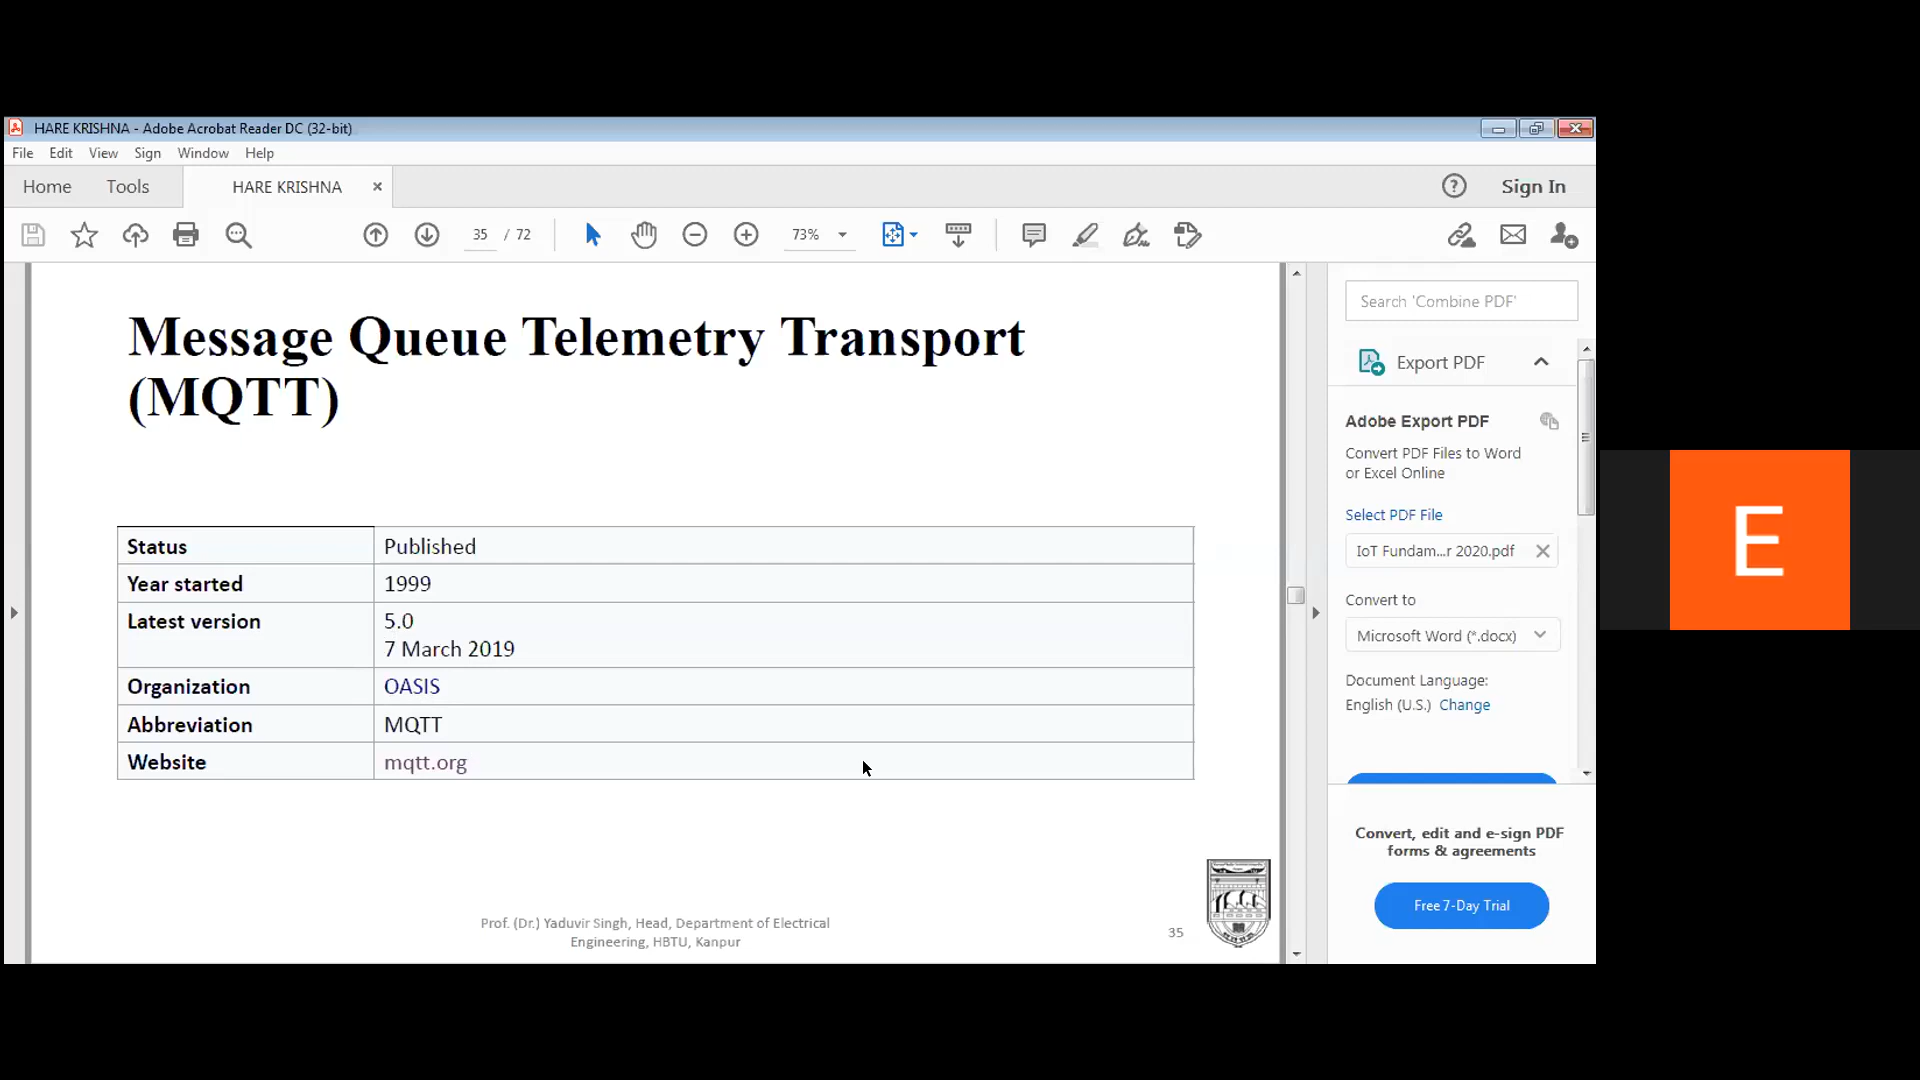 HARE KRISHNA - Adobe Acrobat Reader DC (32-bit)
File Edit View Sign Window Help
Home Tools HARE KRISHNA Sign In
35 / 72 73%
Message Queue Telemetry Transport
(MQTT)
Status Published
Year started 1999
Latest version 5.0
7 March 2019
Organization OASIS
Abbreviation MQTT
Website mqtt.org
Prof. (Dr.) Yaduvir Singh, Head, Department of Electrical
Engineering, HBTU, Kanpur
35
Search 'Combine PDF'
Export PDF
Adobe Export PDF
Convert PDF Files to Word
or Excel Online
Select PDF File
IoT Fundam...r 2020.pdf
Convert to
Microsoft Word (*.docx)
Document Language:
English (U.S.) Change
Convert, edit and e-sign PDF
forms & agreements
Free 7-Day Trial
E